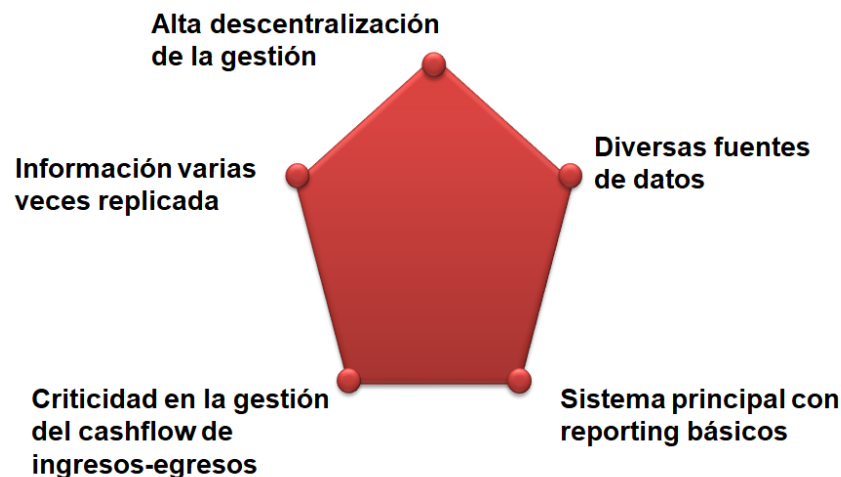 Alta descentralización
de la gestión
Diversas fuentes
de datos
Información varias
veces replicada
Criticidad en la gestión
del cashflow de
ingresos-egresos
Sistema principal con
reporting básicos